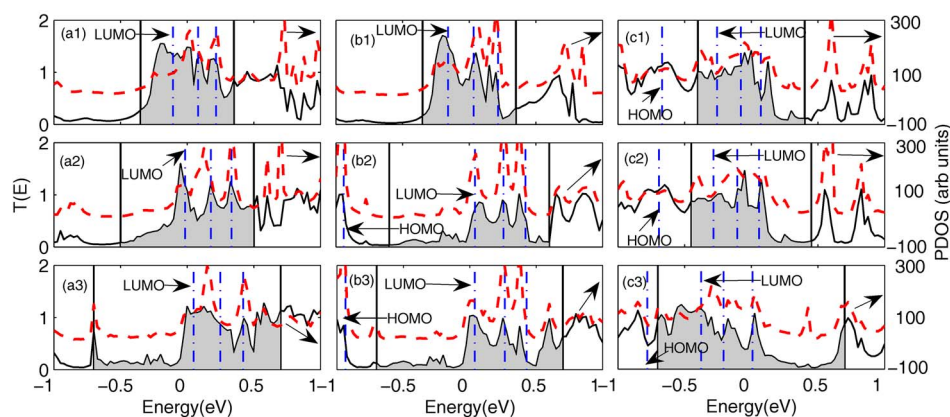 (a1) LUMO
(b1)
(c1) LUMO
HOMO
2
1
0
300
100
-100
(a2)
LUMO
(b2)
LUMO
HOMO
(c2)
LUMO
HOMO
2
1
0
T(E)
300
100
-100
PDOS (arb units)
(a3)
LUMO
(b3)
LUMO
HOMO
(c3)
LUMO
HOMO
2
1
0
300
100
-100
-1 -0.5 0 0.5 1 -1 -0.5 0 0.5 1 -0.5 0 0.5 1
Energy(eV) Energy(eV) Energy(eV)